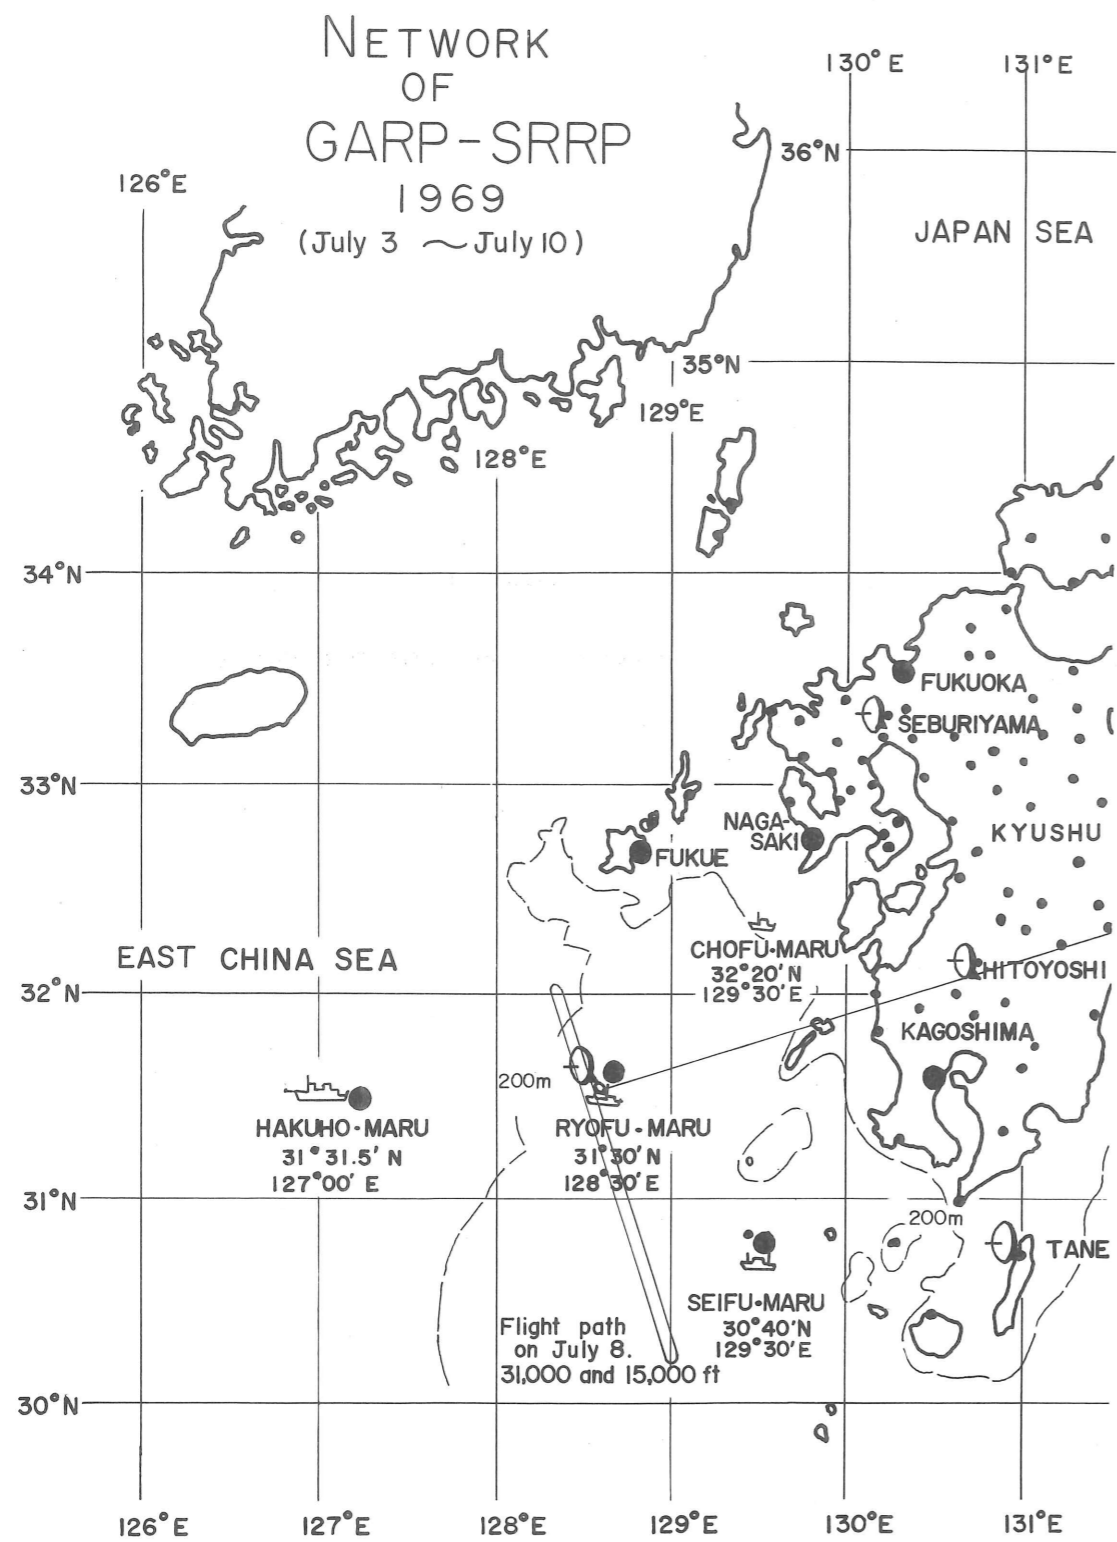 NETWORK
OF
GARP-SRRP
1969
(July 3 ～ July 10)
130°E
131°E
36°N
126°E
JAPAN SEA
35°N
129°E
128°E
34°N
FUKUOKA
SEBURIYAMA
33°N
NAGA-
SAKI
KYUSHU
FUKUE
EAST CHINA SEA
CHOFU·MARU
32°20'N
129°30'E
HITOYOSHI
32°N
KAGOSHIMA
200m
HAKUHO·MARU
31°31.5'N
127°00'E
RYOFU-MARU
31°30'N
128°30'E
31°N
200m
TANE
SEIFU·MARU
30°40'N
129°30'E
Flight path
on July 8.
31,000 and 15,000 ft
30°N
126°E
127°E
128°E
129°E
130°E
131°E